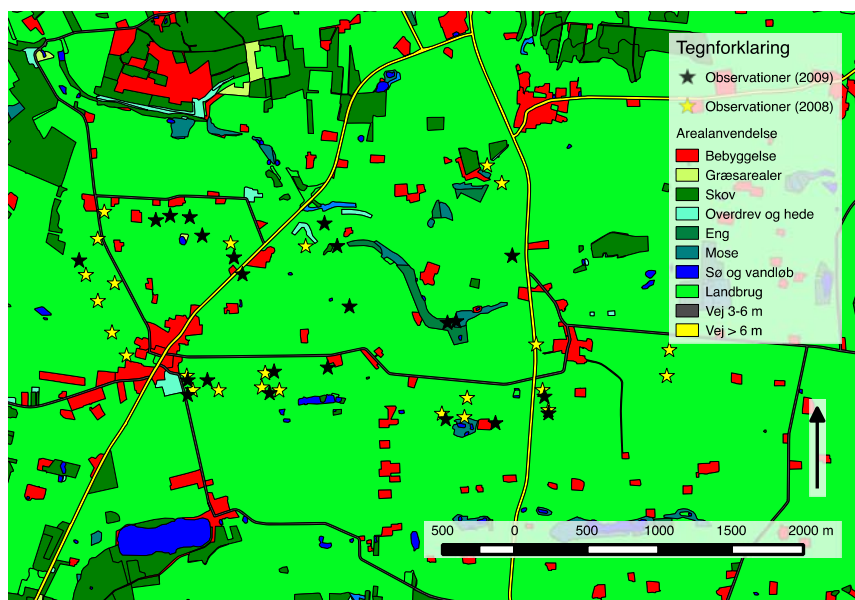 Tegnforklaring
Observationer (2009)
Observationer (2008)
Arealanvendelse
Bebyggelse
Græsarealer
Skov
Overdrev og hede
Eng
Mose
Sø og vandløb
Landbrug
Vej 3-6 m
Vej > 6 m
500 0 500 1000 1500 2000 m